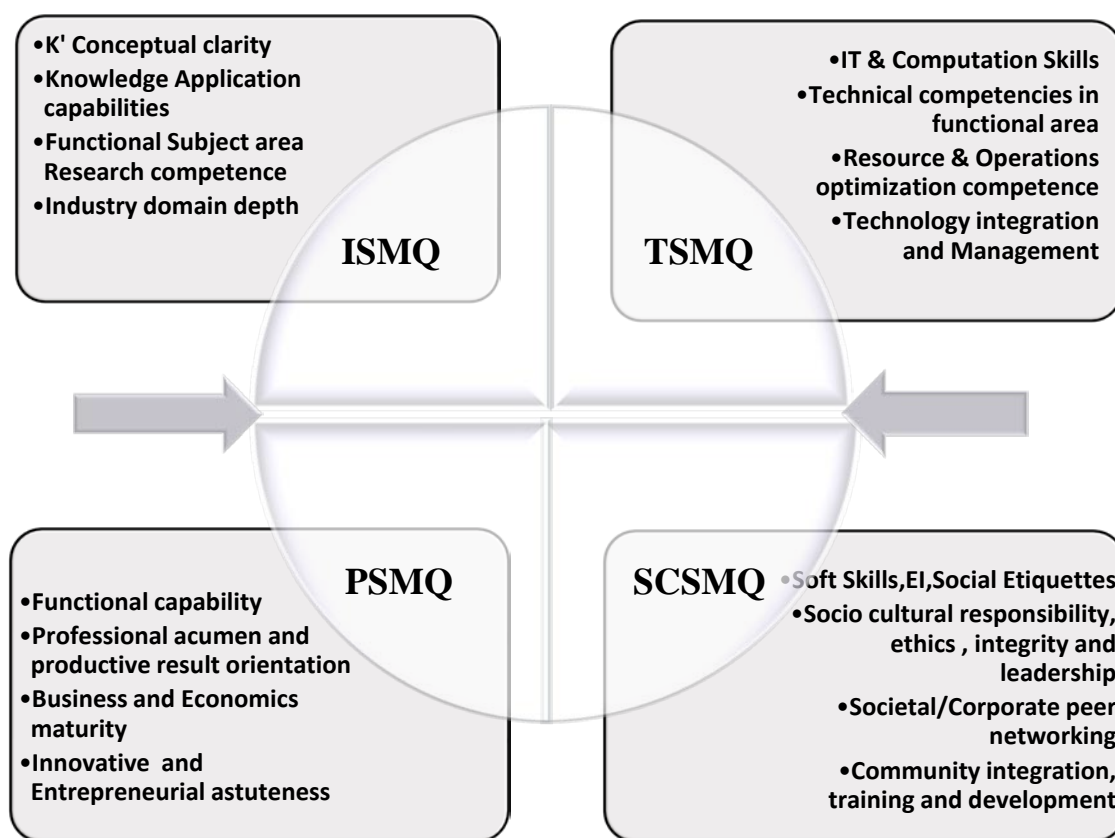 •K' Conceptual clarity
•Knowledge Application
capabilities
•Functional Subject area
Research competence
•Industry domain depth
ISMQ
•IT & Computation Skills
•Technical competencies in
functional area
•Resource & Operations
optimization competence
•Technology integration
and Management
TSMQ
PSMQ
•Functional capability
•Professional acumen and
productive result orientation
•Business and Economics
maturity
•Innovative and
Entrepreneurial astuteness
SCSMQ
•Soft Skills,EI,Social Etiquettes
•Socio cultural responsibility,
ethics , integrity and
leadership
•Societal/Corporate peer
networking
•Community integration,
training and development